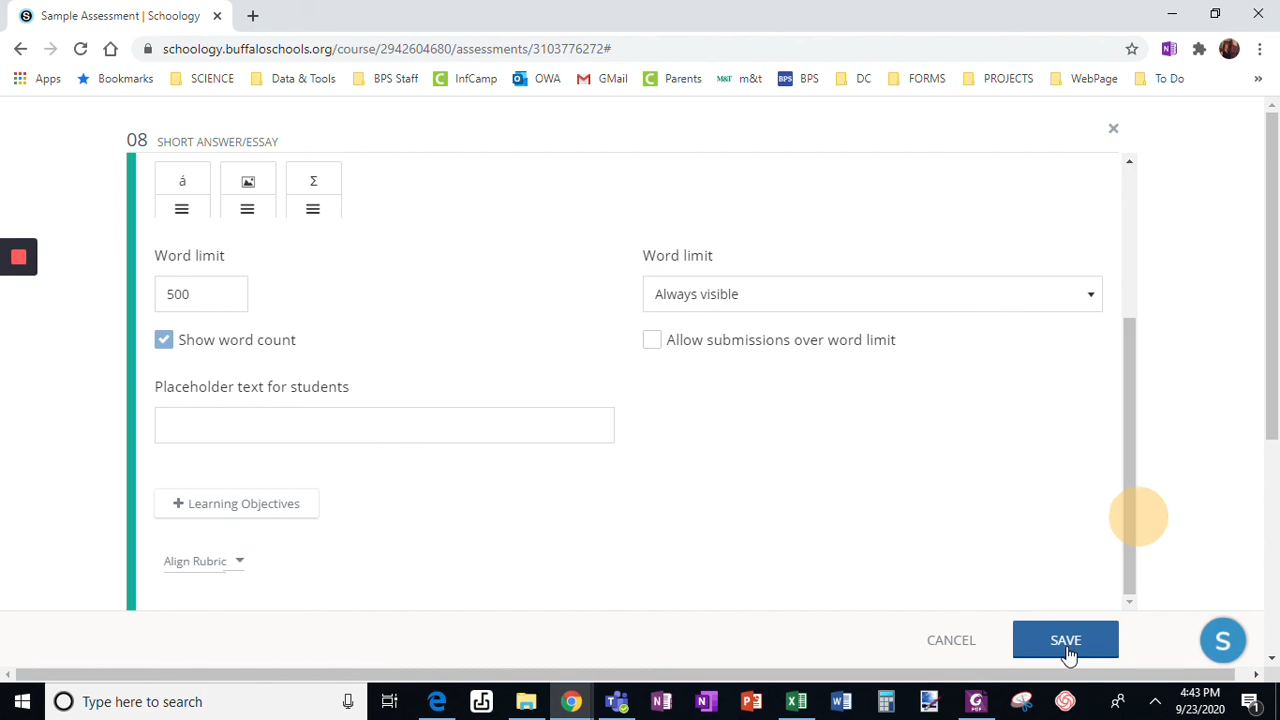 Sample Assessment | Schoology
schoology.buffaloschools.org/course/2942604680/assessments/3103776272#
Apps Bookmarks SCIENCE Data & Tools BPS Staff InfCamp OWA GMail Parents m&t BPS DC FORMS PROJECTS WebPage To Do »
08 SHORT ANSWER/ESSAY
á Σ
Word limit Word limit
500 Always visible
Show word count Allow submissions over word limit
Placeholder text for students
+ Learning Objectives
Align Rubric
CANCEL SAVE S
Type here to search
4:43 PM
9/23/2020